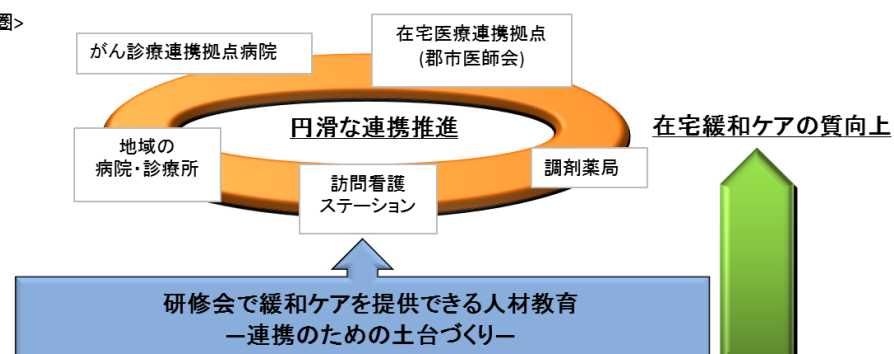 圏>
がん診療連携拠点病院
在宅医療連携拠点
(郡市医師会)
円滑な連携推進
在宅緩和ケアの質向上
地域の
病院・診療所
訪問看護
ステーション
調剤薬局
研修会で緩和ケアを提供できる人材教育
ー連携のための土台づくりー